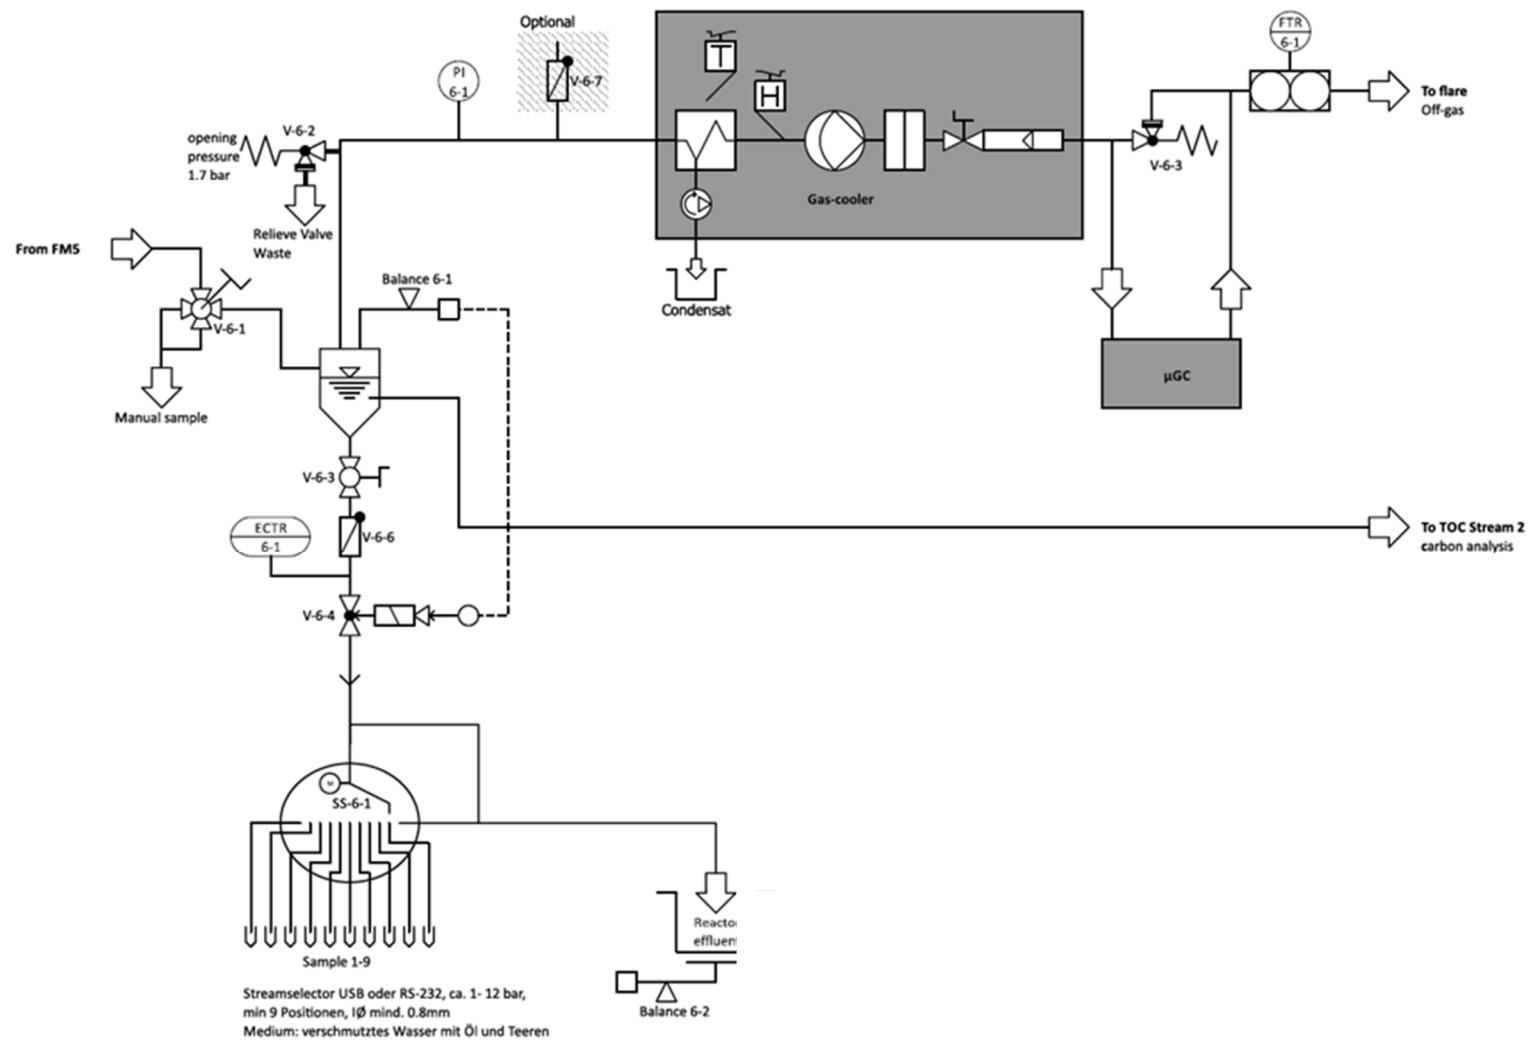 Optional
FTR
6-1
T
PI
6-1
V-6-7
H
To flare
Off-gas
V-6-2
opening
pressure
1.7 bar
V-6-3
Gas-cooler
Relieve Valve
Waste
From FM5
Balance 6-1
Condensat
V-6-1
µGC
Manual sample
V-6-3
ECTR
6-1
V-6-6
To TOC Stream 2
carbon analysis
V-6-4
M
SS-6-1
Reacto
effluen
Sample 1-9
Streamselector USB oder RS-232, ca. 1- 12 bar,
min 9 Positionen, IØ mind. 0.8mm
Medium: verschmutztes Wasser mit Öl und Teeren
Balance 6-2